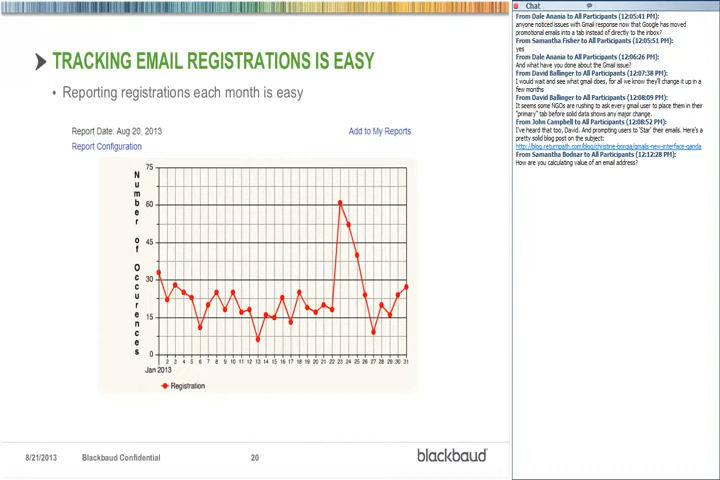 TRACKING EMAIL REGISTRATIONS IS EASY
• Reporting registrations each month is easy
Report Date: Aug 20, 2013
Add to My Reports
Report Configuration
Number of Occurences
75
60
45
30
15
0
2 3 4 5 6 7 8 9 10 11 12 13 14 15 16 17 18 19 20 21 22 23 24 25 26 27 28 29 30 31
Jan 2013
Registration
8/21/2013
Blackbaud Confidential
20
blackbaud
Chat
From Dale Anania to All Participants (12:05:41 PM):
anyone noticed issues with Gmail response now that Google has moved
promotional emails into a tab instead of directly to the inbox?
From Samantha Fisher to All Participants (12:05:51 PM):
yes
From Dale Anania to All Participants (12:06:26 PM):
And what have you done about the Gmail issue?
From David Ballinger to All Participants (12:07:38 PM):
I would wait and see what gmail does, for all we know they'll change it up in a
few months
From David Ballinger to All Participants (12:08:09 PM):
It seems some NGOs are rushing to ask every gmail user to place them in their
"primary" tab before solid data shows any major change.
From John Campbell to All Participants (12:08:52 PM):
I've heard that too, David. And prompting users to 'Star' their emails. Here's a
pretty solid blog post on the subject:
http://blog.returnpath.com/blog/christine-borgia/gmails-new-interface-panda
From Samantha Bodnar to All Participants (12:12:28 PM):
How are you calculating value of an email address?